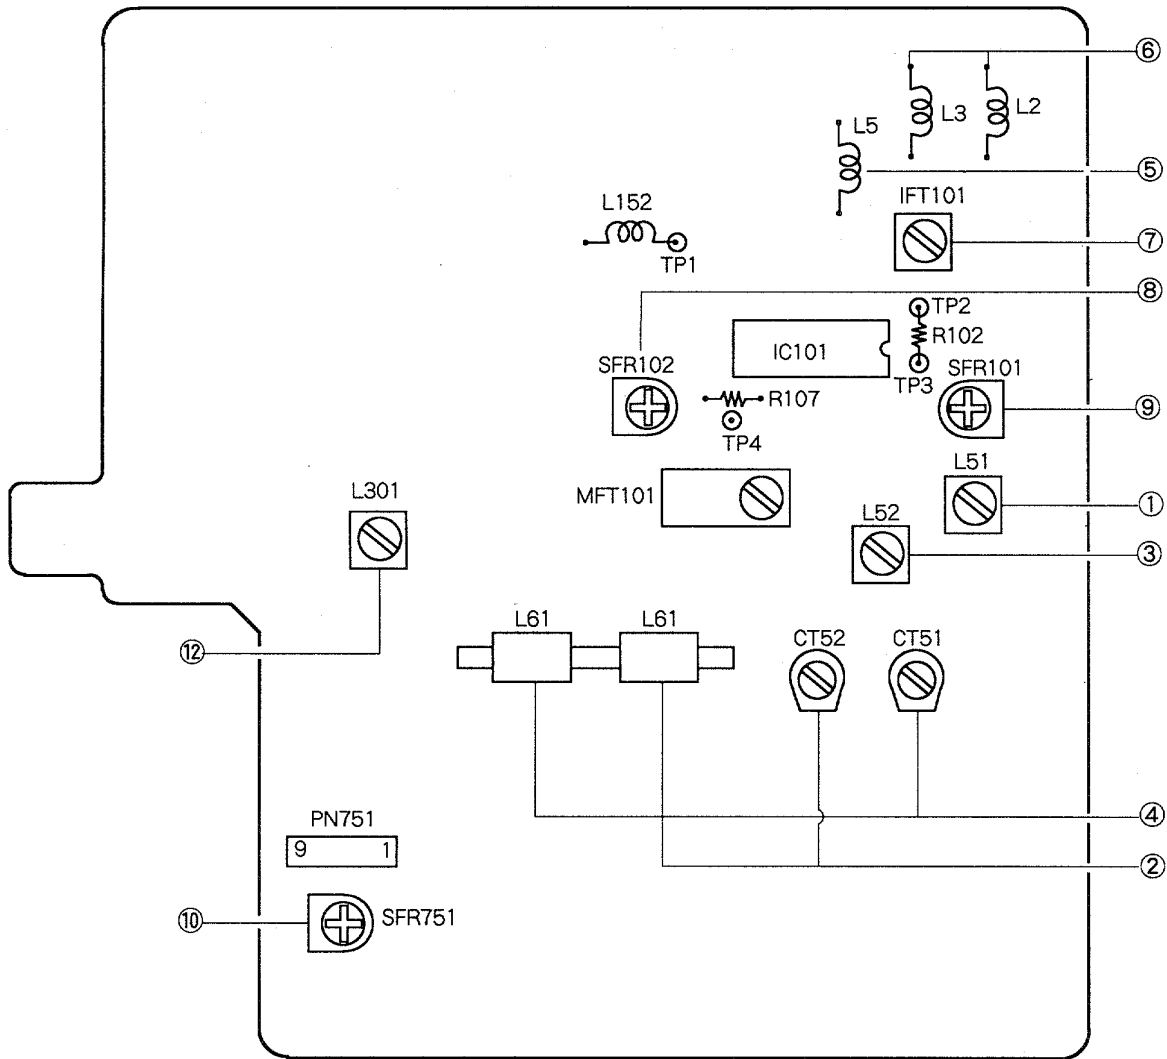 ⑥
L3
L2
L5
⑤
IFT101
L152
⑦
TP1
⑧
TP2
R102
IC101
SFR102
TP3
SFR101
R107
⑨
TP4
L51
L301
MFT101
①
L52
③
L61
L61
CT52
CT51
⑫
④
PN751
9 1
②
⑩
SFR751